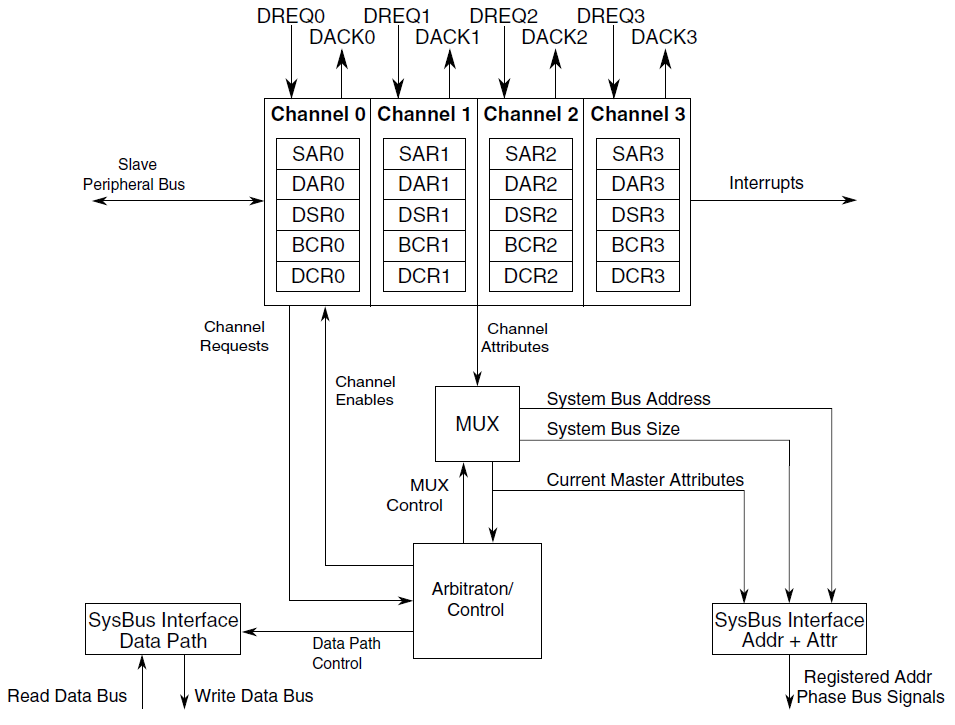 DREQ0 DREQ1 DREQ2 DREQ3
DACK0 DACK1 DACK2 DACK3
Channel 0 Channel 1 Channel 2 Channel 3
SAR0 SAR1 SAR2 SAR3
DAR0 DAR1 DAR2 DAR3
DSR0 DSR1 DSR2 DSR3
BCR0 BCR1 BCR2 BCR3
DCR0 DCR1 DCR2 DCR3
Slave
Peripheral Bus
Interrupts
Channel
Requests
Channel
Enables
Channel
Attributes
MUX
System Bus Address
System Bus Size
Current Master Attributes
MUX
Control
Arbitraton/
Control
SysBus Interface
Data Path
Data Path
Control
SysBus Interface
Addr + Attr
Read Data Bus
Write Data Bus
Registered Addr
Phase Bus Signals